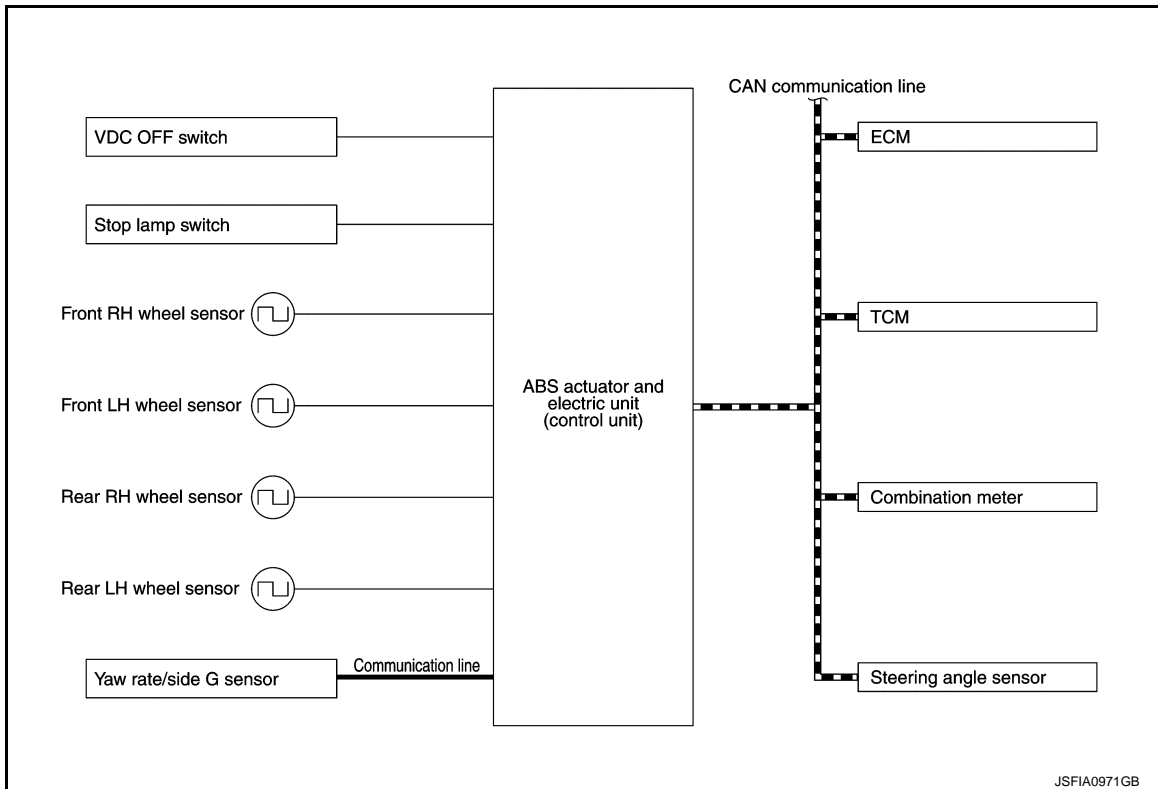 CAN communication line
VDC OFF switch
ECM
Stop lamp switch
Front RH wheel sensor
TCM
Front LH wheel sensor
ABS actuator and
electric unit
(control unit)
Rear RH wheel sensor
Combination meter
Rear LH wheel sensor
Communication line
Yaw rate/side G sensor
Steering angle sensor
JSFIA0971GB